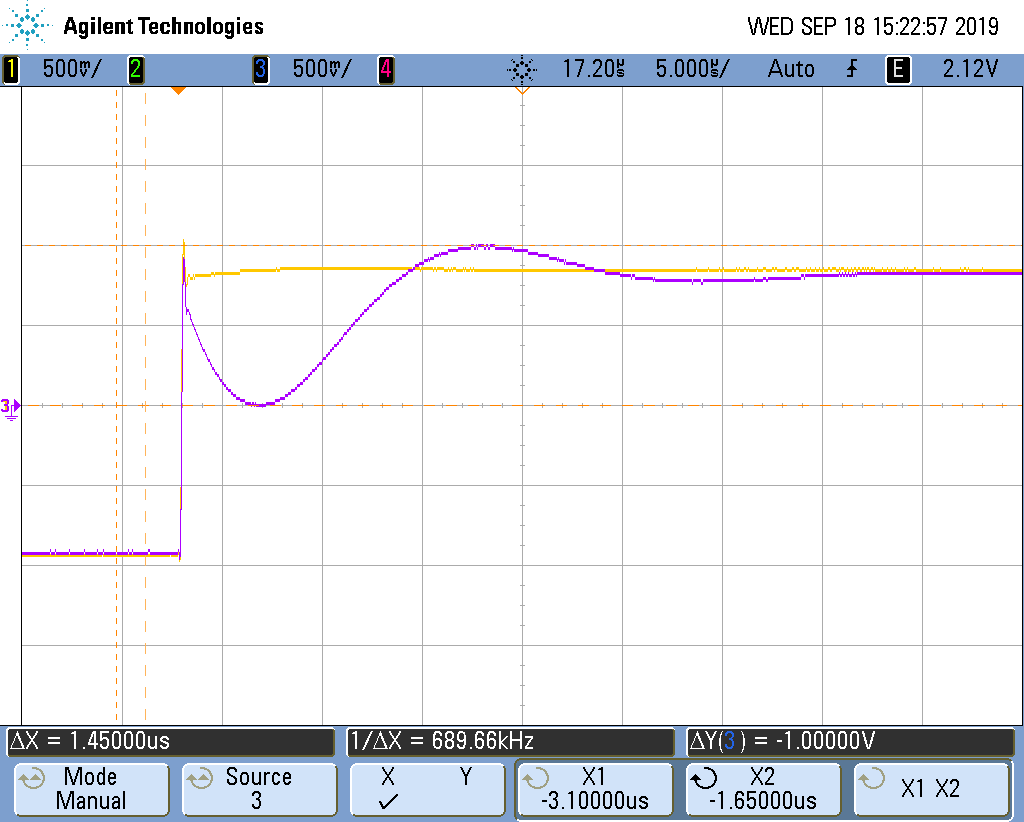 Agilent Technologies WED SEP 18 15:22:57 2019
1 500mV/ 2 3 500mV/ 4 17.20µs 5.000µs/ Auto E 2.12V
3
ΔX = 1.45000us 1/ΔX = 689.66kHz ΔY(3) = -1.00000V
Mode Source X Y X1 X2 X1 X2
Manual 3 -3.10000us -1.65000us